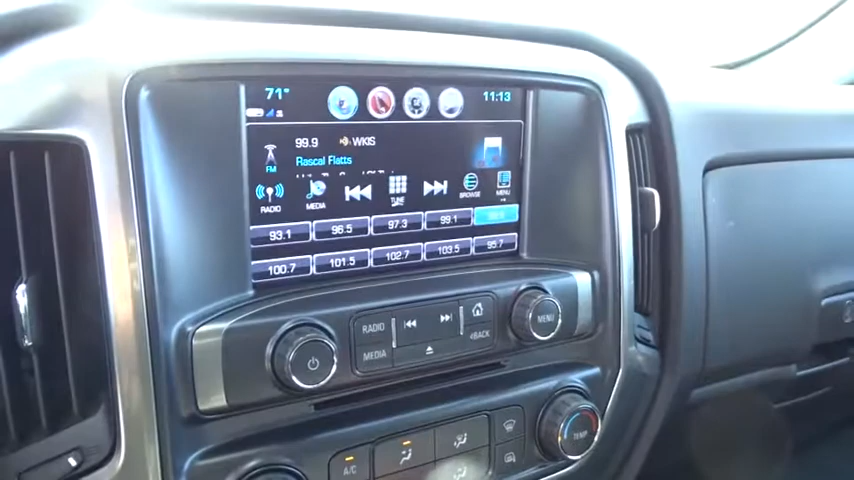 71° 11:13
99.9 WKIS
Rascal Flatts
FM
RADIO MEDIA TUNE BROWSE MENU
93.1 96.5 97.3 99.1
100.7 101.5 102.7 103.5 95.7
RADIO
MEDIA BACK
MENU
A/C
TEMP